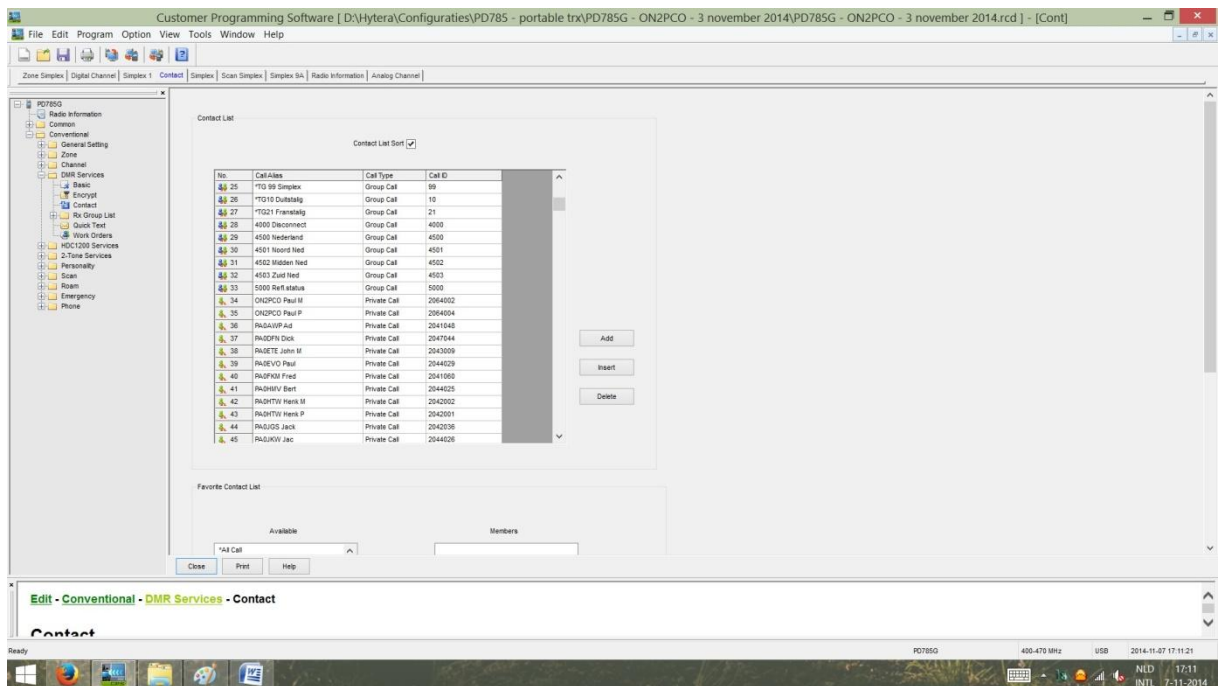 Customer Programming Software [ D:\Hytera\Configuraties\PD785 - portable trx\PD785G - ON2PCO - 3 november 2014\PD785G - ON2PCO - 3 november 2014.rcd ] - [Cont]
File Edit Program Option View Tools Window Help
Zone Simplex | Digital Channel | Simplex 1 Contact | Simplex | Scan Simplex | Simplex 9A | Radio Information | Analog Channel |
PD785G
Radio Information
Common
Conventional
General Setting
Zone
Channel
DMR Services
Basic
Encrypt
Contact
Rx Group List
Quick Text
Work Orders
HDC1200 Services
2-Tone Services
Personality
Scan
Roam
Emergency
Phone
Contact List
Contact List Sort
No. Call Alias Call Type Call ID
25 *TG 99 Simplex Group Call 99
26 *TG10 Duitstalig Group Call 10
27 *TG21 Franstalig Group Call 21
28 4000 Disconnect Group Call 4000
29 4500 Nederland Group Call 4500
30 4501 Noord Ned Group Call 4501
31 4502 Midden Ned Group Call 4502
32 4503 Zuid Ned Group Call 4503
33 5000 Refl.status Group Call 5000
34 ON2PCO Paul M Private Call 2064002
35 ON2PCO Paul P Private Call 2064004
36 PA0AWP Ad Private Call 2041048
37 PA0DFN Dick Private Call 2047044
38 PA0ETE John M Private Call 2043009
39 PA0EVO Paul Private Call 2044029
40 PA0FKM Fred Private Call 2041060
41 PA0HMV Bert Private Call 2044025
42 PA0HTW Henk M Private Call 2042002
43 PA0HTW Henk P Private Call 2042001
44 PA0JGS Jack Private Call 2042036
45 PA0JKW Jac Private Call 2044026
Add
Insert
Delete
Favorite Contact List
Available Members
*All Call
Close Print Help
Edit - Conventional - DMR Services - Contact
Contact
Ready PD785G 400-470 MHz USB 2014-11-07 17:11:21
NLD 17:11
INTL 7-11-2014